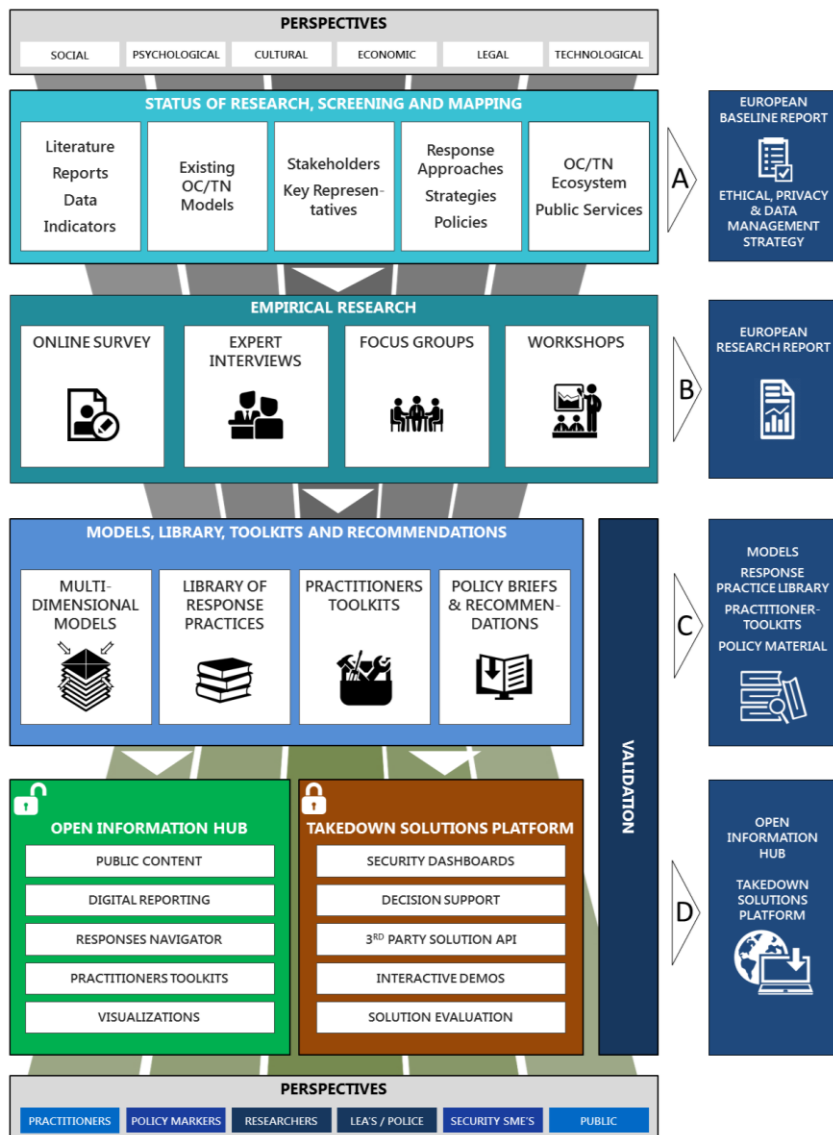 PERSPECTIVES
SOCIAL
PSYCHOLOGICAL
CULTURAL
ECONOMIC
LEGAL
TECHNOLOGICAL
STATUS OF RESEARCH, SCREENING AND MAPPING
Literature
Reports
Data
Indicators
Existing
OC/TN
Models
Stakeholders
Key Represen-
tatives
Response
Approaches
Strategies
Policies
OC/TN
Ecosystem
Public Services
A
EUROPEAN
BASELINE REPORT
ETHICAL, PRIVACY
& DATA
MANAGEMENT
STRATEGY
EMPIRICAL RESEARCH
ONLINE SURVEY
EXPERT
INTERVIEWS
FOCUS GROUPS
WORKSHOPS
B
EUROPEAN
RESEARCH REPORT
MODELS, LIBRARY, TOOLKITS AND RECOMMENDATIONS
MULTI-
DIMENSIONAL
MODELS
LIBRARY OF
RESPONSE
PRACTICES
PRACTITIONERS
TOOLKITS
POLICY BRIEFS
& RECOMMEN-
DATIONS
VALIDATION
C
MODELS
RESPONSE
PRACTICE LIBRARY
PRACTITIONER-
TOOLKITS
POLICY MATERIAL
OPEN INFORMATION HUB
PUBLIC CONTENT
DIGITAL REPORTING
RESPONSES NAVIGATOR
PRACTITIONERS TOOLKITS
VISUALIZATIONS
TAKEDOWN SOLUTIONS PLATFORM
SECURITY DASHBOARDS
DECISION SUPPORT
3RD PARTY SOLUTION API
INTERACTIVE DEMOS
SOLUTION EVALUATION
D
OPEN
INFORMATION
HUB
TAKEDOWN
SOLUTIONS
PLATFORM
PERSPECTIVES
PRACTITIONERS
POLICY MARKERS
RESEARCHERS
LEA'S / POLICE
SECURITY SME'S
PUBLIC